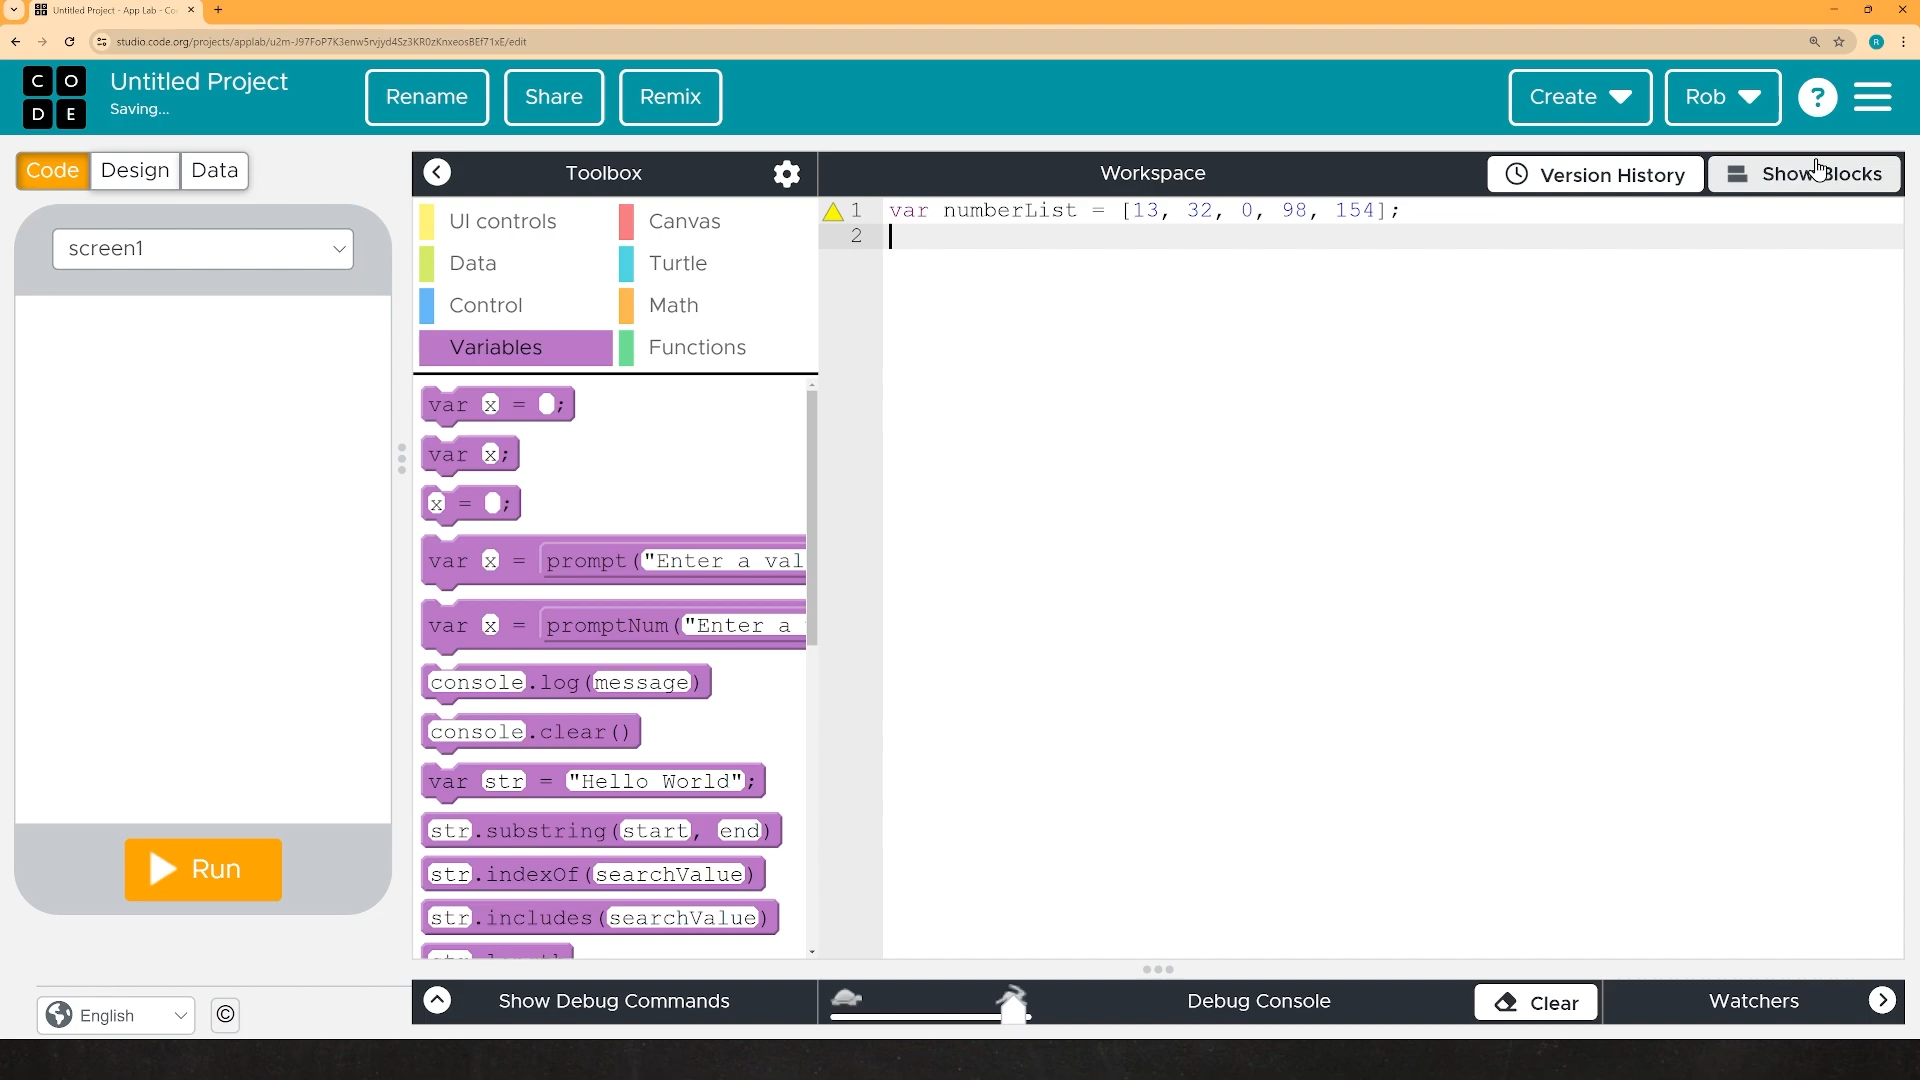 Untitled Project - App Lab - Co
studio.code.org/projects/applab/u2m-J97FoP7K3enw5rvjyd4Sz3KR0zKnxeosBEf71xE/edit
R
C O
D E
Untitled Project
Saving...
Rename
Share
Remix
Create
Rob
?
Code
Design
Data
Toolbox
Workspace
Version History
Show Blocks
screen1
UI controls
Canvas
Data
Turtle
Control
Math
Variables
Functions
1 var numberList = [13, 32, 0, 98, 154];
2
var x = ;
var x;
x = ;
var x = prompt("Enter a val
var x = promptNum("Enter a
console.log(message)
console.clear()
var str = "Hello World";
str.substring(start, end)
str.indexOf(searchValue)
str.includes(searchValue)
Run
English
©
Show Debug Commands
Debug Console
Clear
Watchers